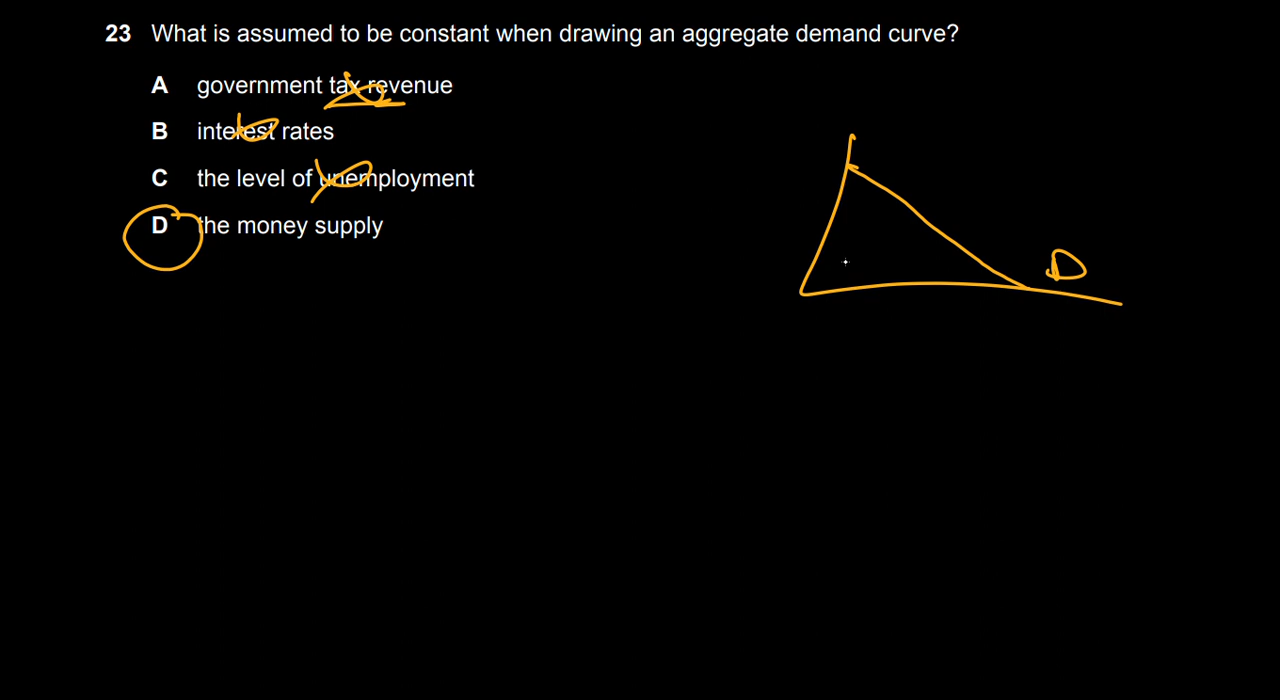 23 What is assumed to be constant when drawing an aggregate demand curve?
A government tax revenue
B interest rates
C the level of unemployment
D the money supply
D